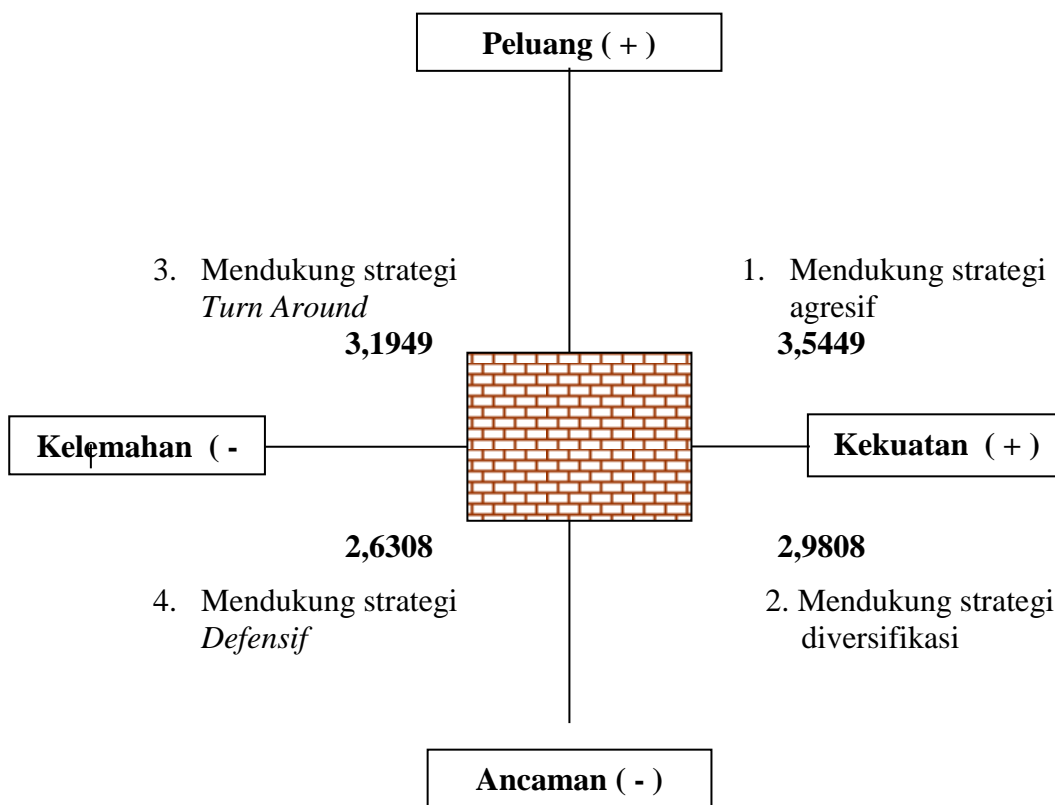 Peluang ( + )
3. Mendukung strategi
Turn Around
3,1949
1. Mendukung strategi
agresif
3,5449
Kelemahan ( -
Kekuatan ( + )
2,6308
4. Mendukung strategi
Defensif
2,9808
2. Mendukung strategi
diversifikasi
Ancaman ( - )